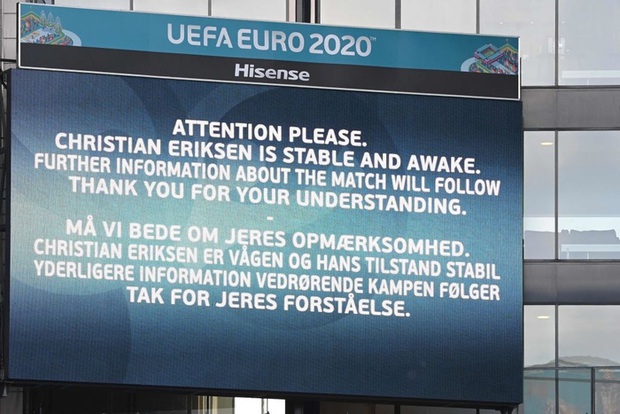 UEFA EURO 2020™
Hisense
ATTENTION PLEASE.
CHRISTIAN ERIKSEN IS STABLE AND AWAKE.
FURTHER INFORMATION ABOUT THE MATCH WILL FOLLOW
THANK YOU FOR YOUR UNDERSTANDING.
-
MÅ VI BEDE OM JERES OPMÆRKSOMHED.
CHRISTIAN ERIKSEN ER VÅGEN OG HANS TILSTAND STABIL
YDERLIGERE INFORMATION VEDRØRENDE KAMPEN FØLGER
TAK FOR JERES FORSTÅELSE.